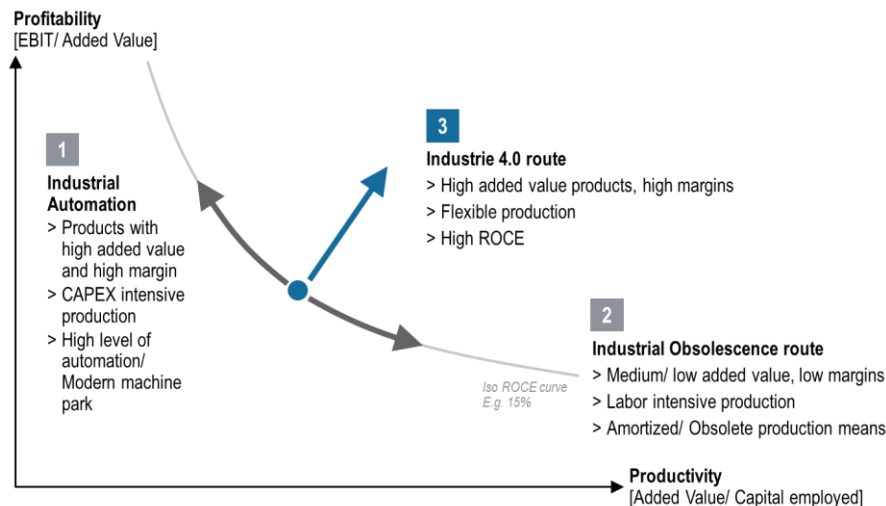 Profitability
[EBIT/ Added Value]
1
Industrial
Automation
> Products with
high added value
and high margin
> CAPEX intensive
production
> High level of
automation/
Modern machine
park
3
Industrie 4.0 route
> High added value products, high margins
> Flexible production
> High ROCE
2
Industrial Obsolescence route
> Medium/ low added value, low margins
> Labor intensive production
> Amortized/ Obsolete production means
Iso ROCE curve
E.g. 15%
Productivity
[Added Value/ Capital employed]